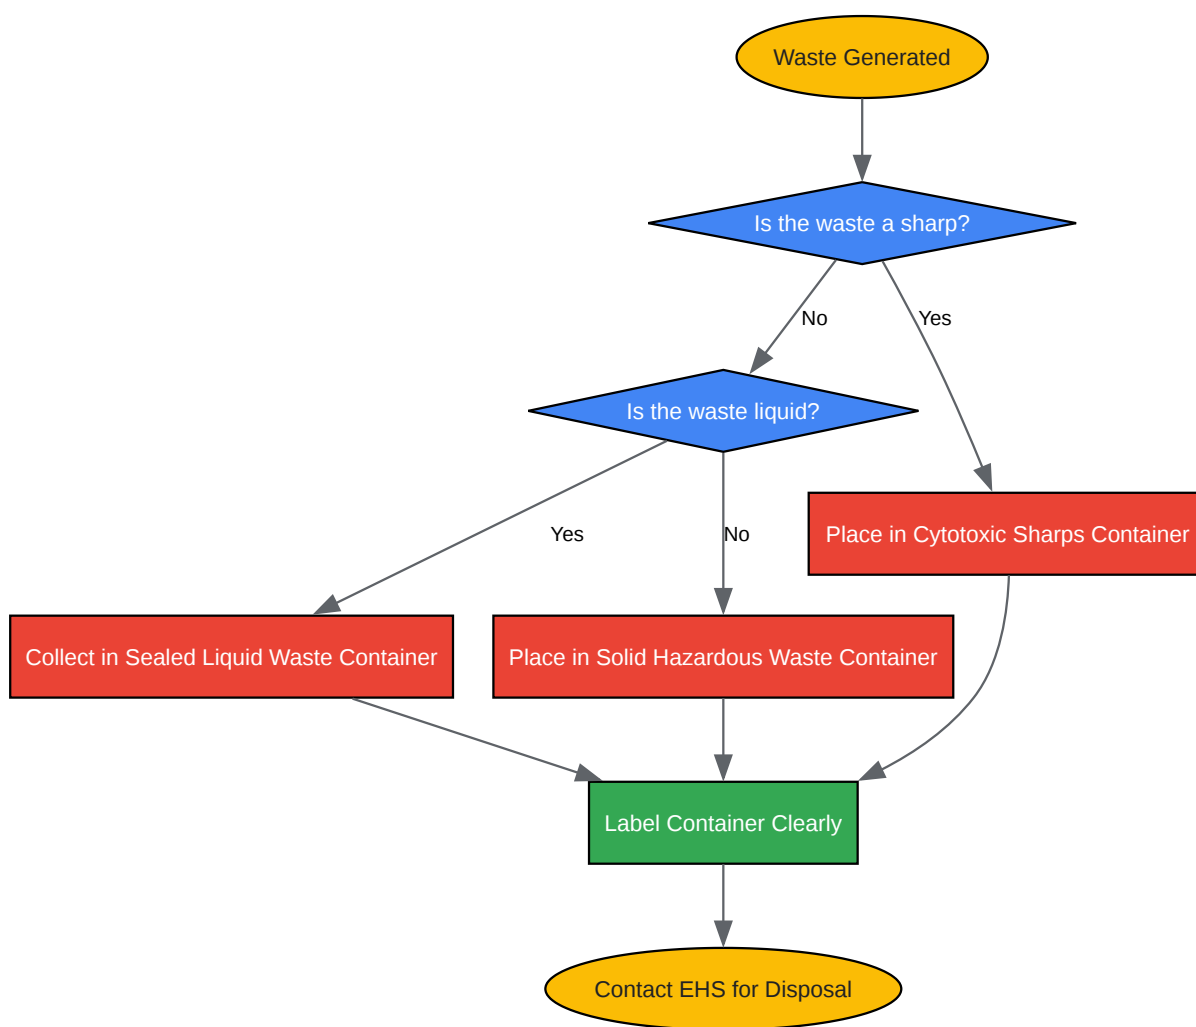 Waste Generated
Is the waste a sharp?
No
Yes
Is the waste liquid?
Yes
No
Place in Cytotoxic Sharps Container
Collect in Sealed Liquid Waste Container
Place in Solid Hazardous Waste Container
Label Container Clearly
Contact EHS for Disposal